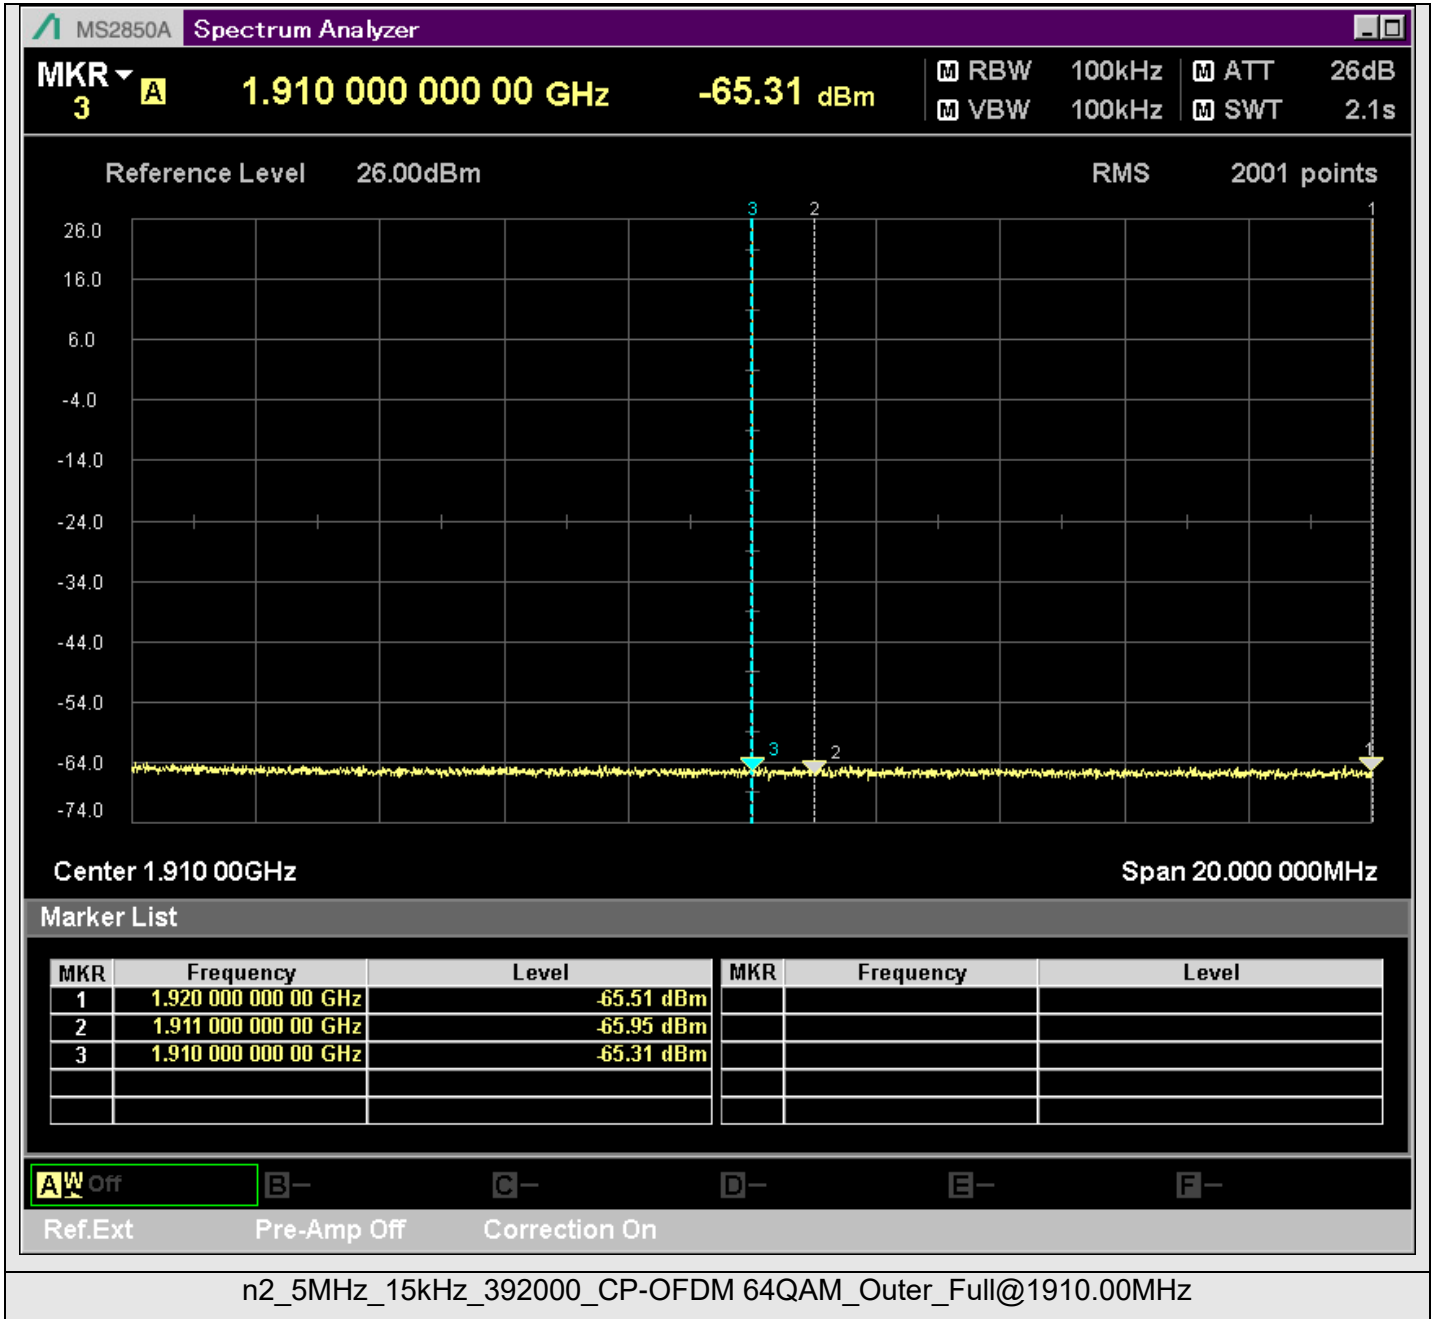 MS2850A Spectrum Analyzer
MKR A 1.910 000 000 00 GHz -65.31 dBm M RBW 100kHz M ATT 26dB
3 M VBW 100kHz M SWT 2.1s
Reference Level 26.00dBm RMS 2001 points
3 2 1
26.0
16.0
6.0
-4.0
-14.0
-24.0
-34.0
-44.0
-54.0
3 2 1
-64.0
-74.0
Center 1.910 00GHz Span 20.000 000MHz
Marker List
MKR Frequency Level MKR Frequency Level
1 1.920 000 000 00 GHz -65.51 dBm
2 1.911 000 000 00 GHz -65.95 dBm
3 1.910 000 000 00 GHz -65.31 dBm
A W Off B — C — D — E — F —
Ref.Ext Pre-Amp Off Correction On
n2_5MHz_15kHz_392000_CP-OFDM 64QAM_Outer_Full@1910.00MHz